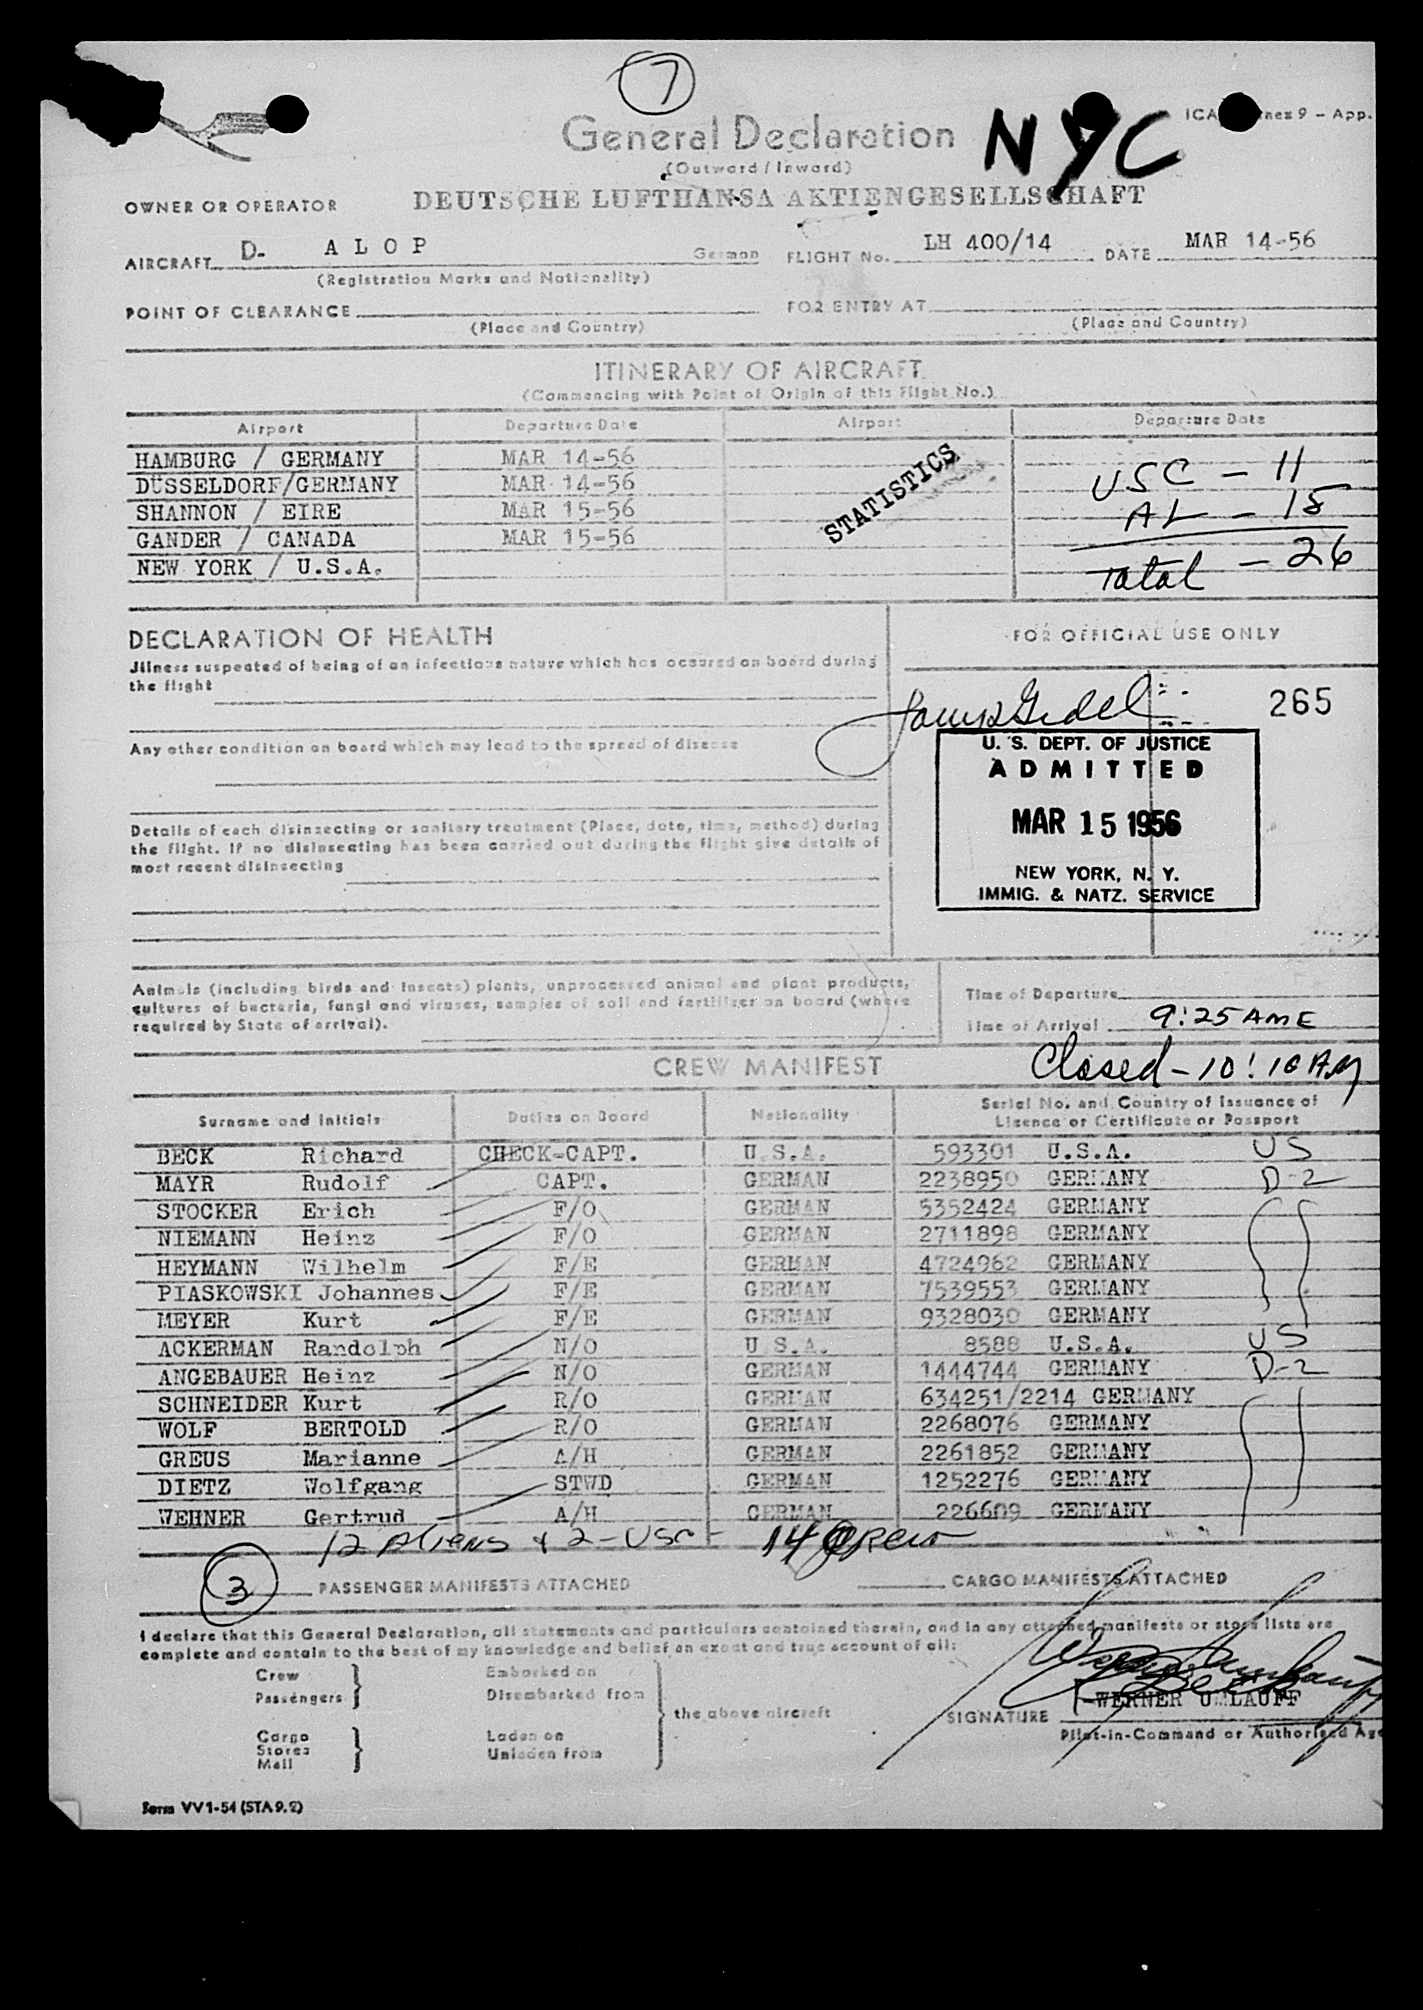 7
General Declaration
NYC
9 - App.
(Outward / Inward)
OWNER OR OPERATOR DEUTSCHE LUFTHANSA AKTIENGESELLSCHAFT
AIRCRAFT D- A L O P German FLIGHT No. LH 400/14 DATE MAR 14-56
(Registration Marks and Nationality)
POINT OF CLEARANCE FOR ENTRY AT
(Place and Country) (Place and Country)
ITINERARY OF AIRCRAFT
(Commencing with Point of Origin of this Flight No.)
Airport Departure Date Airport Departure Date
HAMBURG / GERMANY MAR 14-56
DÜSSELDORF/GERMANY MAR 14-56
SHANNON / EIRE MAR 15-56
GANDER / CANADA MAR 15-56
NEW YORK / U.S.A.
STATISTICS
USC - 11
AL - 15
Total - 26
DECLARATION OF HEALTH
Illness suspected of being of an infectious nature which has occured on board during
the flight
Any other condition on board which may lead to the spread of disease
Details of each disinsecting or sanitary treatment (Place, date, time, method) during
the flight. If no disinsecting has been carried out during the flight give details of
most recent disinsecting
FOR OFFICIAL USE ONLY
265
U. S. DEPT. OF JUSTICE
ADMITTED
MAR 15 1956
NEW YORK, N. Y.
IMMIG. & NATZ. SERVICE
Animals (including birds and insects) plants, unprocessed animal and plant products,
cultures of bacteria, fungi and viruses, samples of soil and fertilizer on board (where
required by State of arrival).
Time of Departure
Time of Arrival 9:25 AME
Closed - 10:10 AM
CREW MANIFEST
Surname and Initials Duties on Board Nationality Serial No. and Country of Issuance of
Licence or Certificate or Passport
BECK Richard CHECK-CAPT. U.S.A. 593301 U.S.A. US
MAYR Rudolf CAPT. GERMAN 2238950 GERMANY D-2
STOCKER Erich F/O GERMAN 5352424 GERMANY
NIEMANN Heinz F/O GERMAN 2711898 GERMANY
HEYMANN Wilhelm F/E GERMAN 4724962 GERMANY
PIASKOWSKI Johannes F/E GERMAN 7539553 GERMANY
MEYER Kurt F/E GERMAN 9328030 GERMANY
ACKERMAN Randolph N/O U.S.A. 8588 U.S.A. US
ANGEBAUER Heinz N/O GERMAN 1444744 GERMANY D-2
SCHNEIDER Kurt R/O GERMAN 634251/2214 GERMANY
WOLF BERTOLD R/O GERMAN 2268076 GERMANY
GREUS Marianne A/H GERMAN 2261852 GERMANY
DIETZ Wolfgang STWD GERMAN 1252276 GERMANY
WEHNER Gertrud A/H GERMAN 226609 GERMANY
12 Aliens + 2 - USC - 14 Crew
3 PASSENGER MANIFESTS ATTACHED CARGO MANIFESTS ATTACHED
I declare that this General Declaration, all statements and particulars contained therein, and in any attached manifests or stores lists are
complete and contain to the best of my knowledge and belief an exact and true account of all:
Crew Embarked on
Passengers Disembarked from
the above aircraft
Cargo Laden on
Stores Unladen from
Mail
SIGNATURE WERNER UMLAUFF
Pilot-in-Command or Authorised
Form VV1-54 (STA9.2)